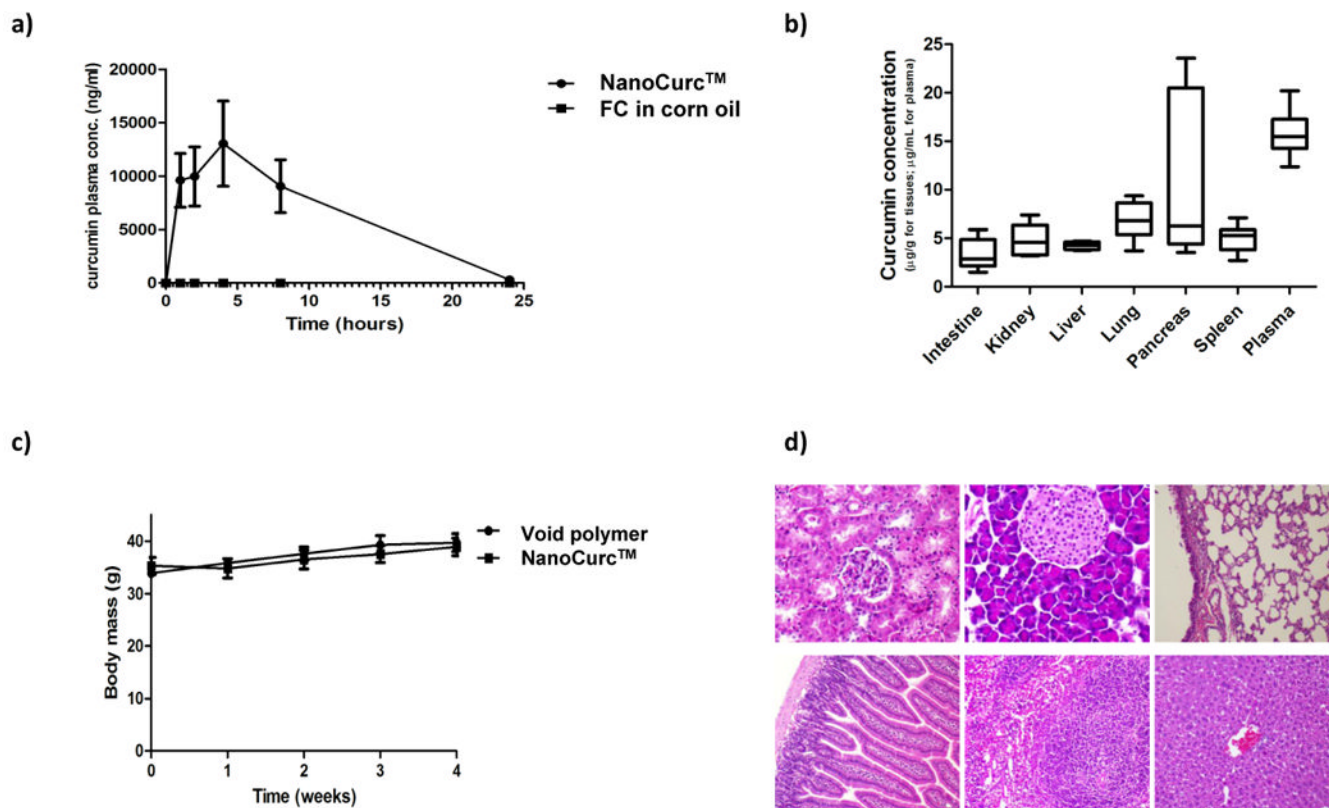 a)
curcumin plasma conc. (ng/ml)
20000
15000
10000
5000
0
0
5
10
15
20
25
Time (hours)
NanoCurc™
FC in corn oil
b)
Curcumin concentration
(μg/g for tissues; μg/mL for plasma)
25
20
15
10
5
0
Intestine
Kidney
Liver
Lung
Pancreas
Spleen
Plasma
c)
Body mass (g)
40
30
20
10
0
0
1
2
3
4
Time (weeks)
Void polymer
NanoCurc™
d)